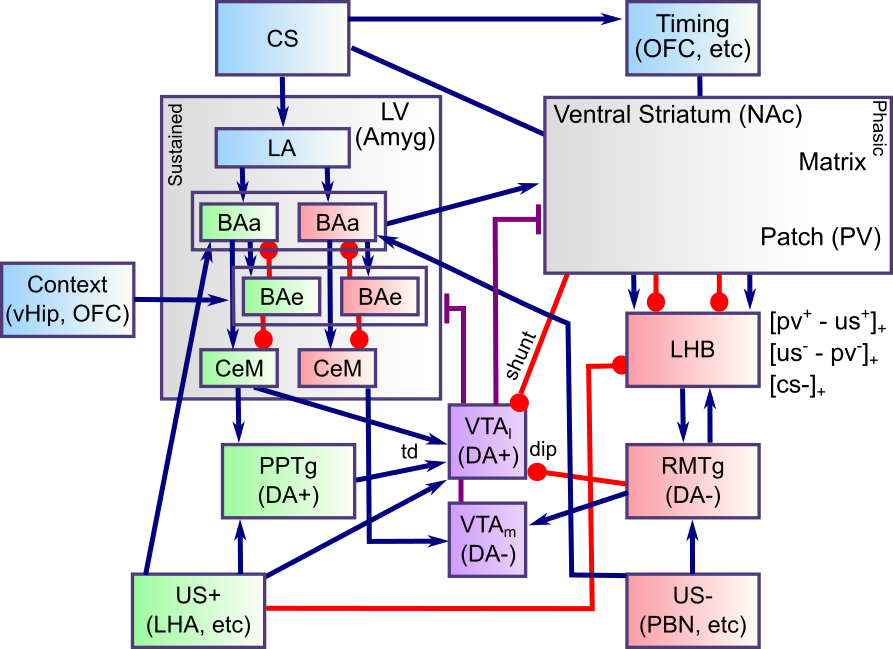 CS
Timing
(OFC, etc)
Sustained
LV
(Amyg)
LA
BAa
BAa
BAe
BAe
CeM
CeM
Ventral Striatum (NAc)
Phasic
Matrix
Patch (PV)
Context
(vHip, OFC)
shunt
LHB
[pv⁺ - us⁺]₊
[us⁻ - pv⁻]₊
[cs-]₊
PPTg
(DA+)
td
VTAₗ
(DA+)
dip
RMTg
(DA-)
VTAₘ
(DA-)
US+
(LHA, etc)
US-
(PBN, etc)